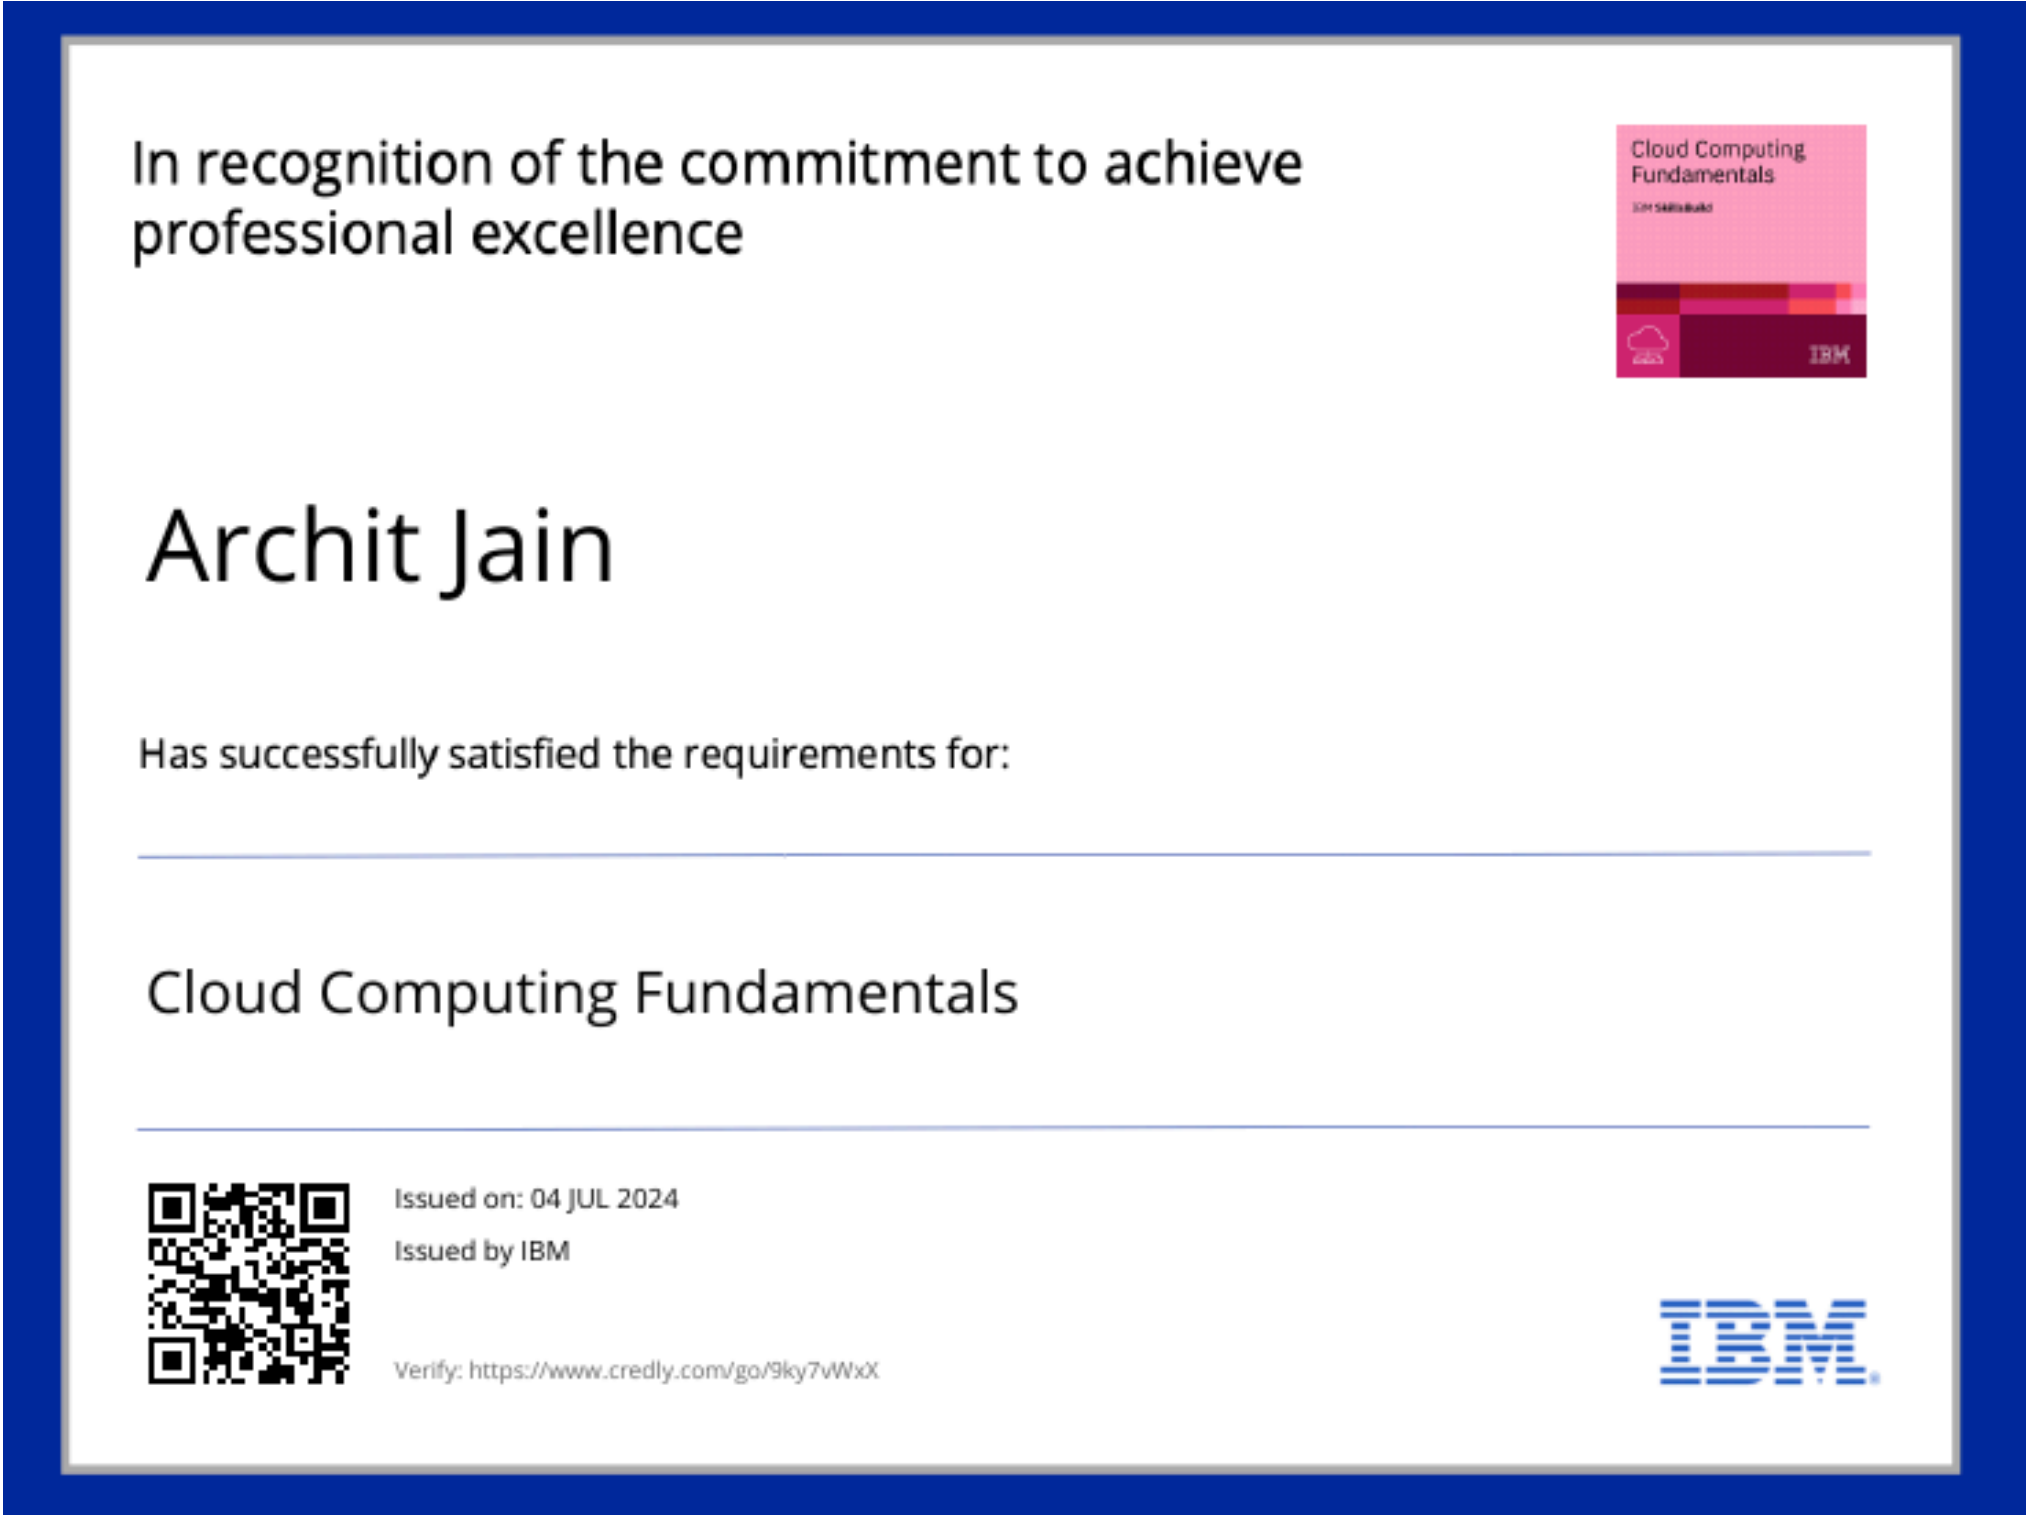 In recognition of the commitment to achieve
professional excellence
Cloud Computing
Fundamentals
IBM SkillsBuild
IBM
Archit Jain
Has successfully satisfied the requirements for:
Cloud Computing Fundamentals
Issued on: 04 JUL 2024
Issued by IBM
Verify: https://www.credly.com/go/9ky7vWxX
IBM®